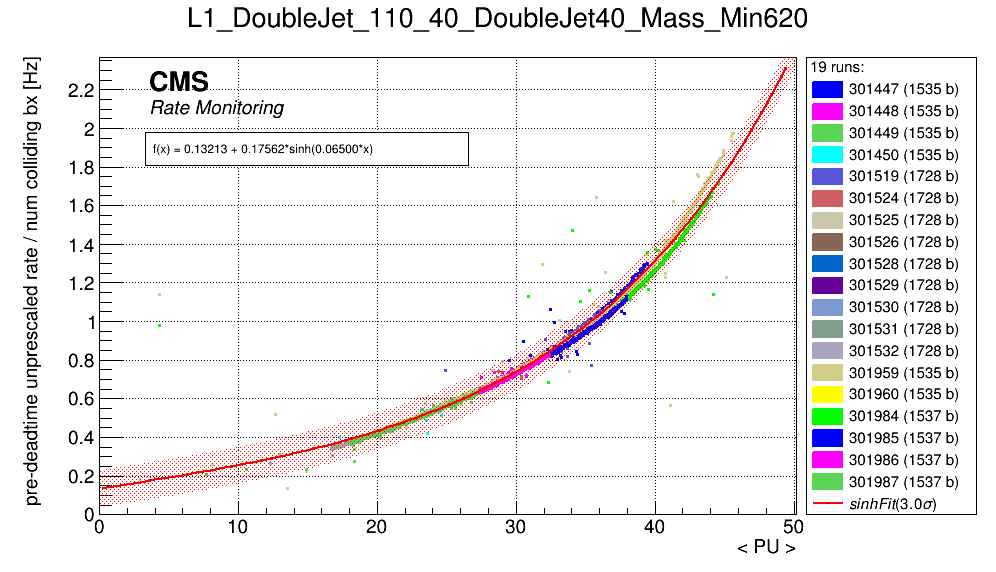 L1_DoubleJet_110_40_DoubleJet40_Mass_Min620
pre-deadtime unprescaled rate / num colliding bx [Hz]
CMS
Rate Monitoring
f(x) = 0.13213 + 0.17562*sinh(0.06500*x)
2.2
2
1.8
1.6
1.4
1.2
1
0.8
0.6
0.4
0.2
0
0 10 20 30 40 50
< PU >
19 runs:
301447 (1535 b)
301448 (1535 b)
301449 (1535 b)
301450 (1535 b)
301519 (1728 b)
301524 (1728 b)
301525 (1728 b)
301526 (1728 b)
301528 (1728 b)
301529 (1728 b)
301530 (1728 b)
301531 (1728 b)
301532 (1728 b)
301959 (1535 b)
301960 (1535 b)
301984 (1537 b)
301985 (1537 b)
301986 (1537 b)
301987 (1537 b)
sinhFit(3.0σ)